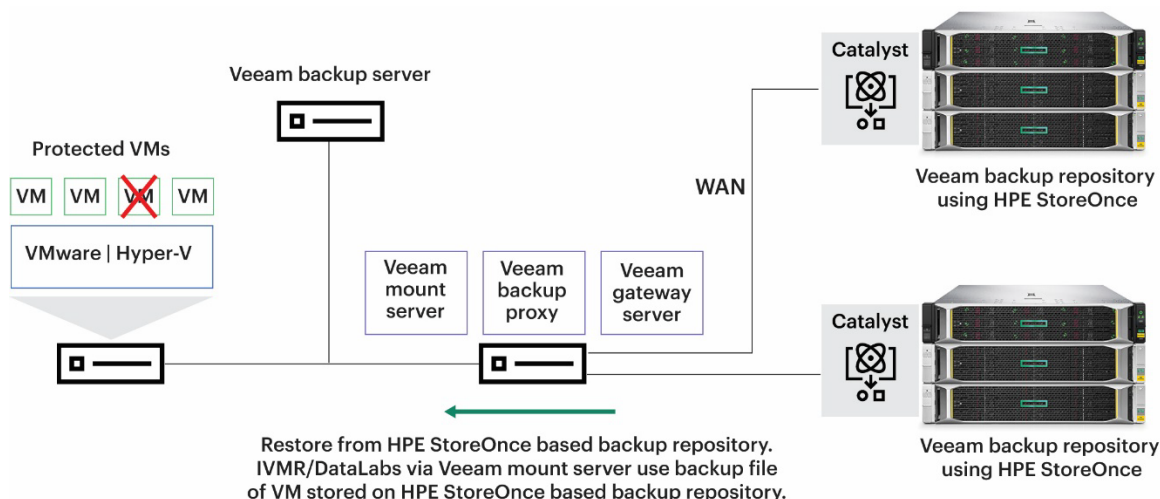 Veeam backup server
Protected VMs
VM
VM
VM
VM
VMware | Hyper-V
Veeam
mount
server
Veeam
backup
proxy
Veeam
gateway
server
WAN
Catalyst
Veeam backup repository
using HPE StoreOnce
Catalyst
Veeam backup repository
using HPE StoreOnce
Restore from HPE StoreOnce based backup repository.
IVMR/DataLabs via Veeam mount server use backup file
of VM stored on HPE StoreOnce based backup repository.